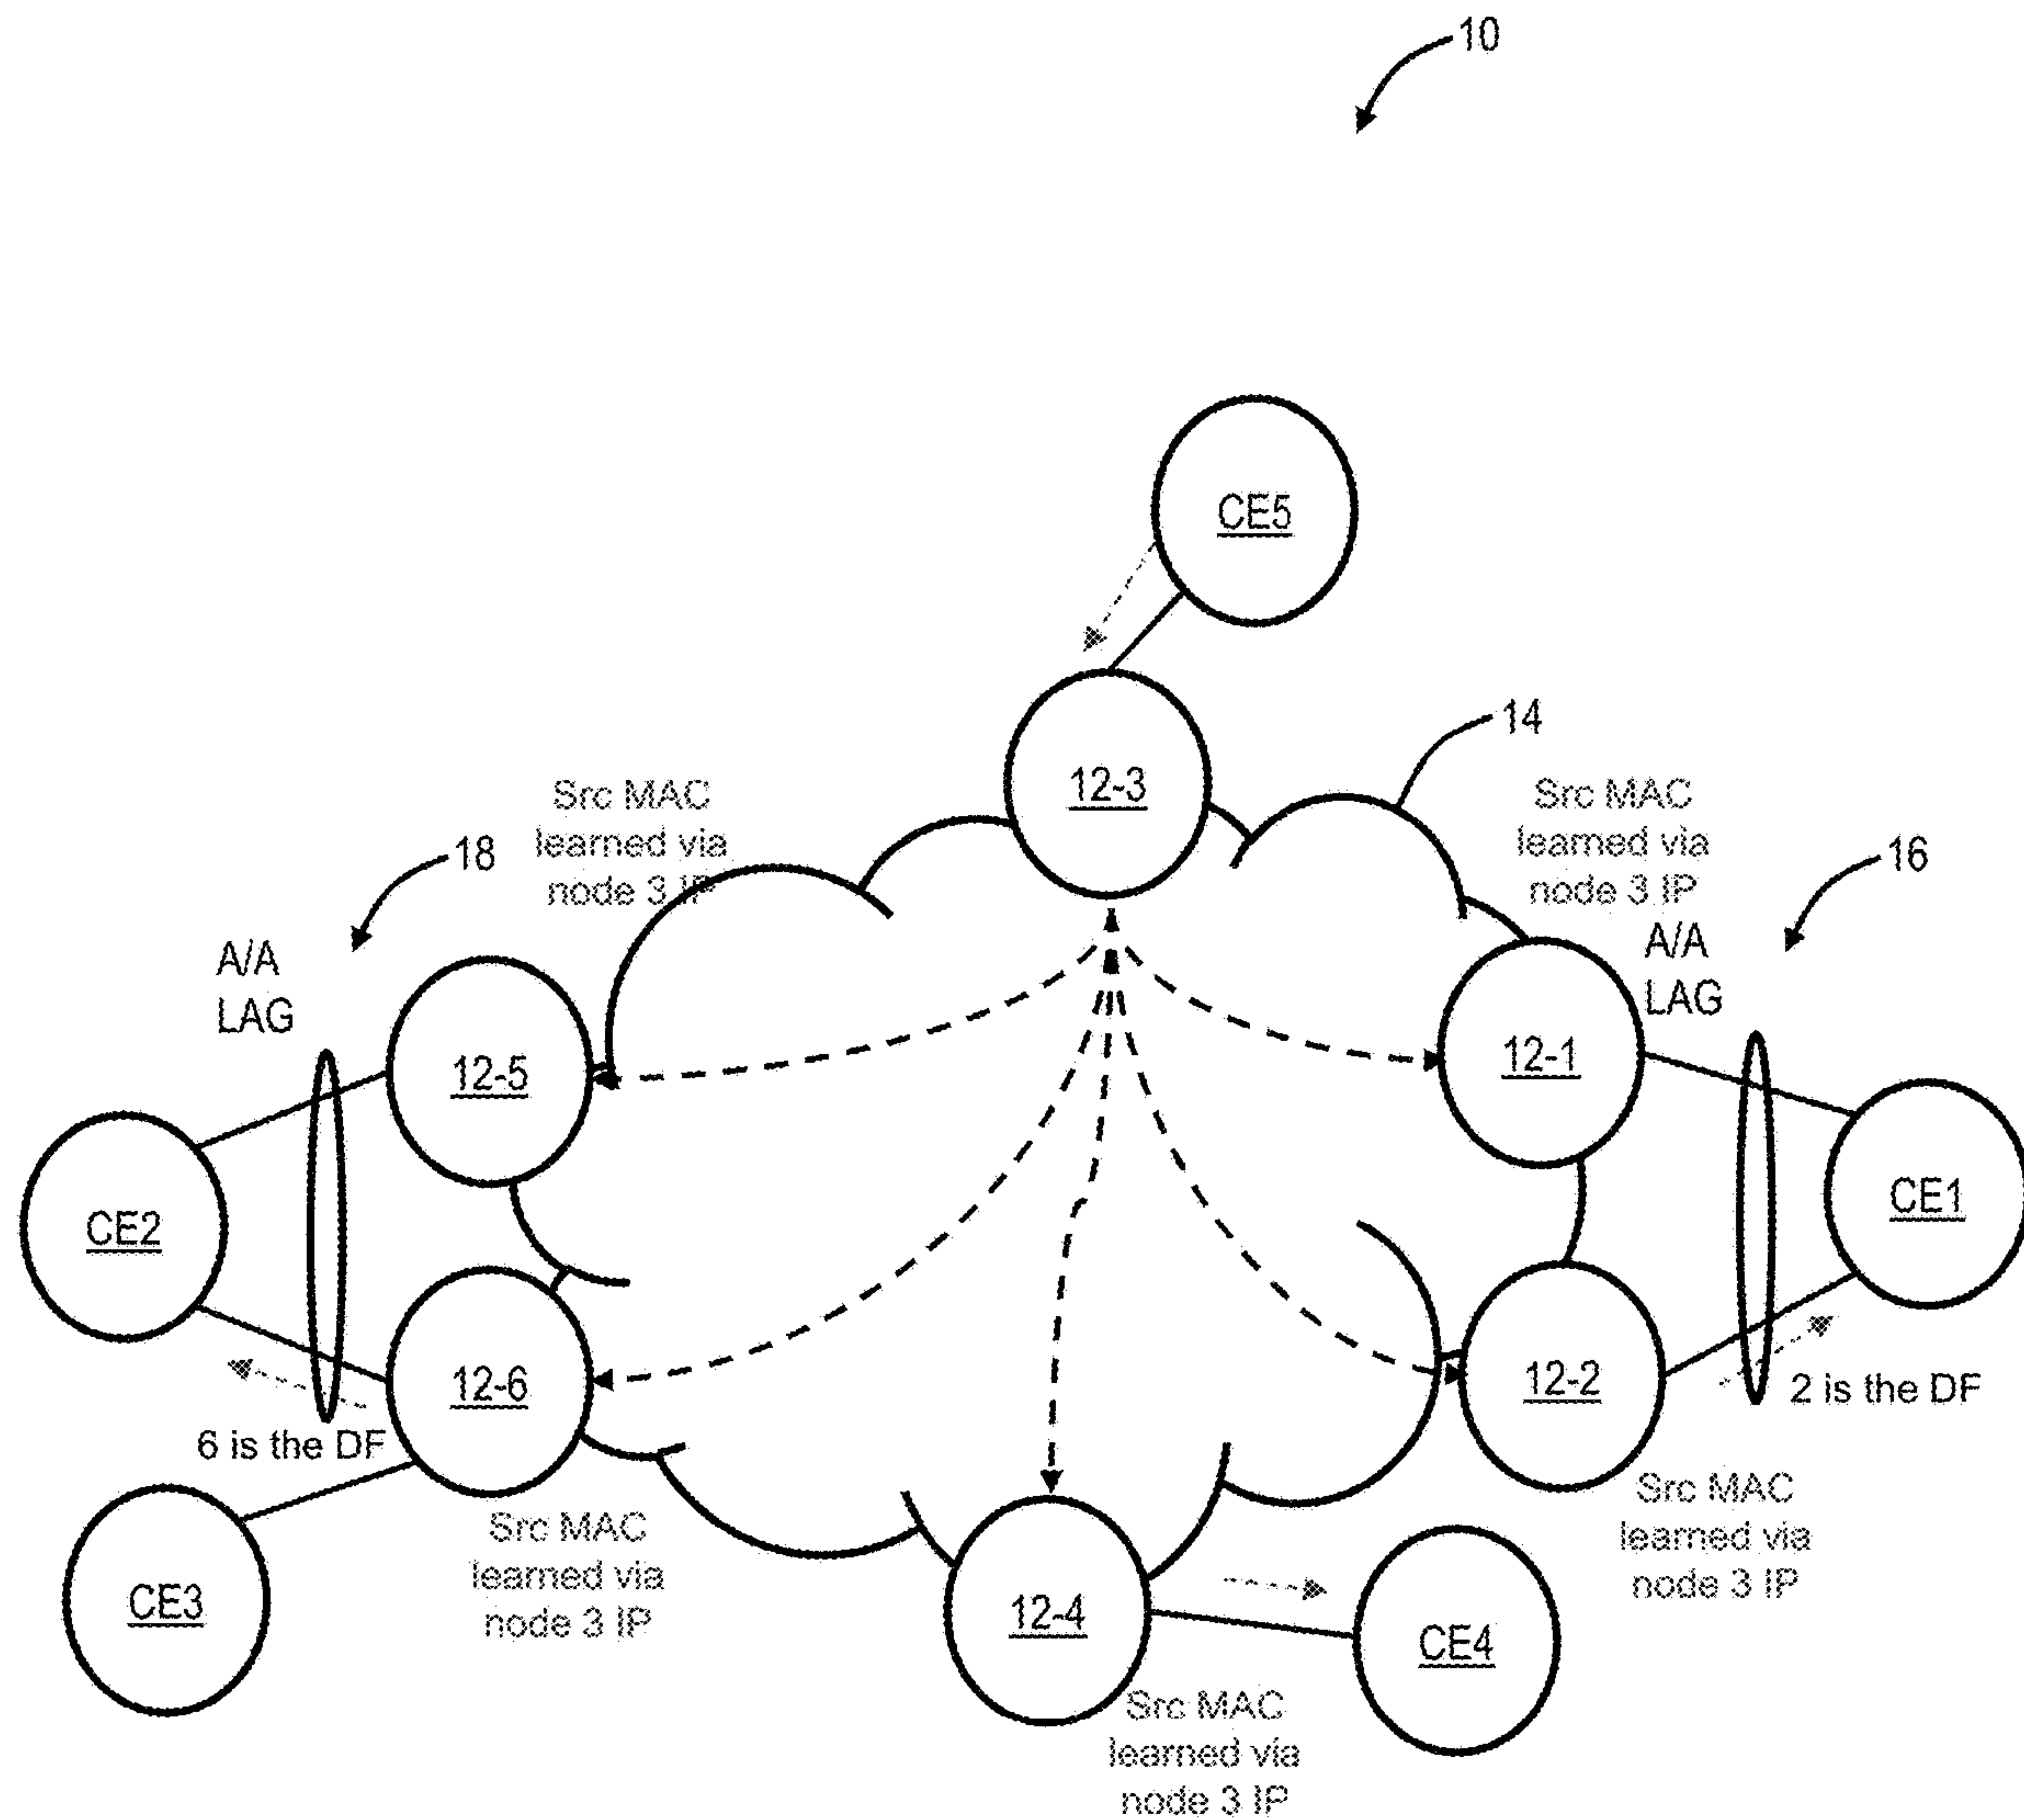 10
CE5
14
12-3
Src MAC
learned via
node 3 IP
Src MAC
learned via
node 3 IP
18
16
A/A
LAG
A/A
LAG
12-5
12-1
CE2
CE1
12-6
12-2
6 is the DF
2 is the DF
CE3
Src MAC
learned via
node 3 IP
12-4
CE4
Src MAC
learned via
node 3 IP
Src MAC
learned via
node 3 IP